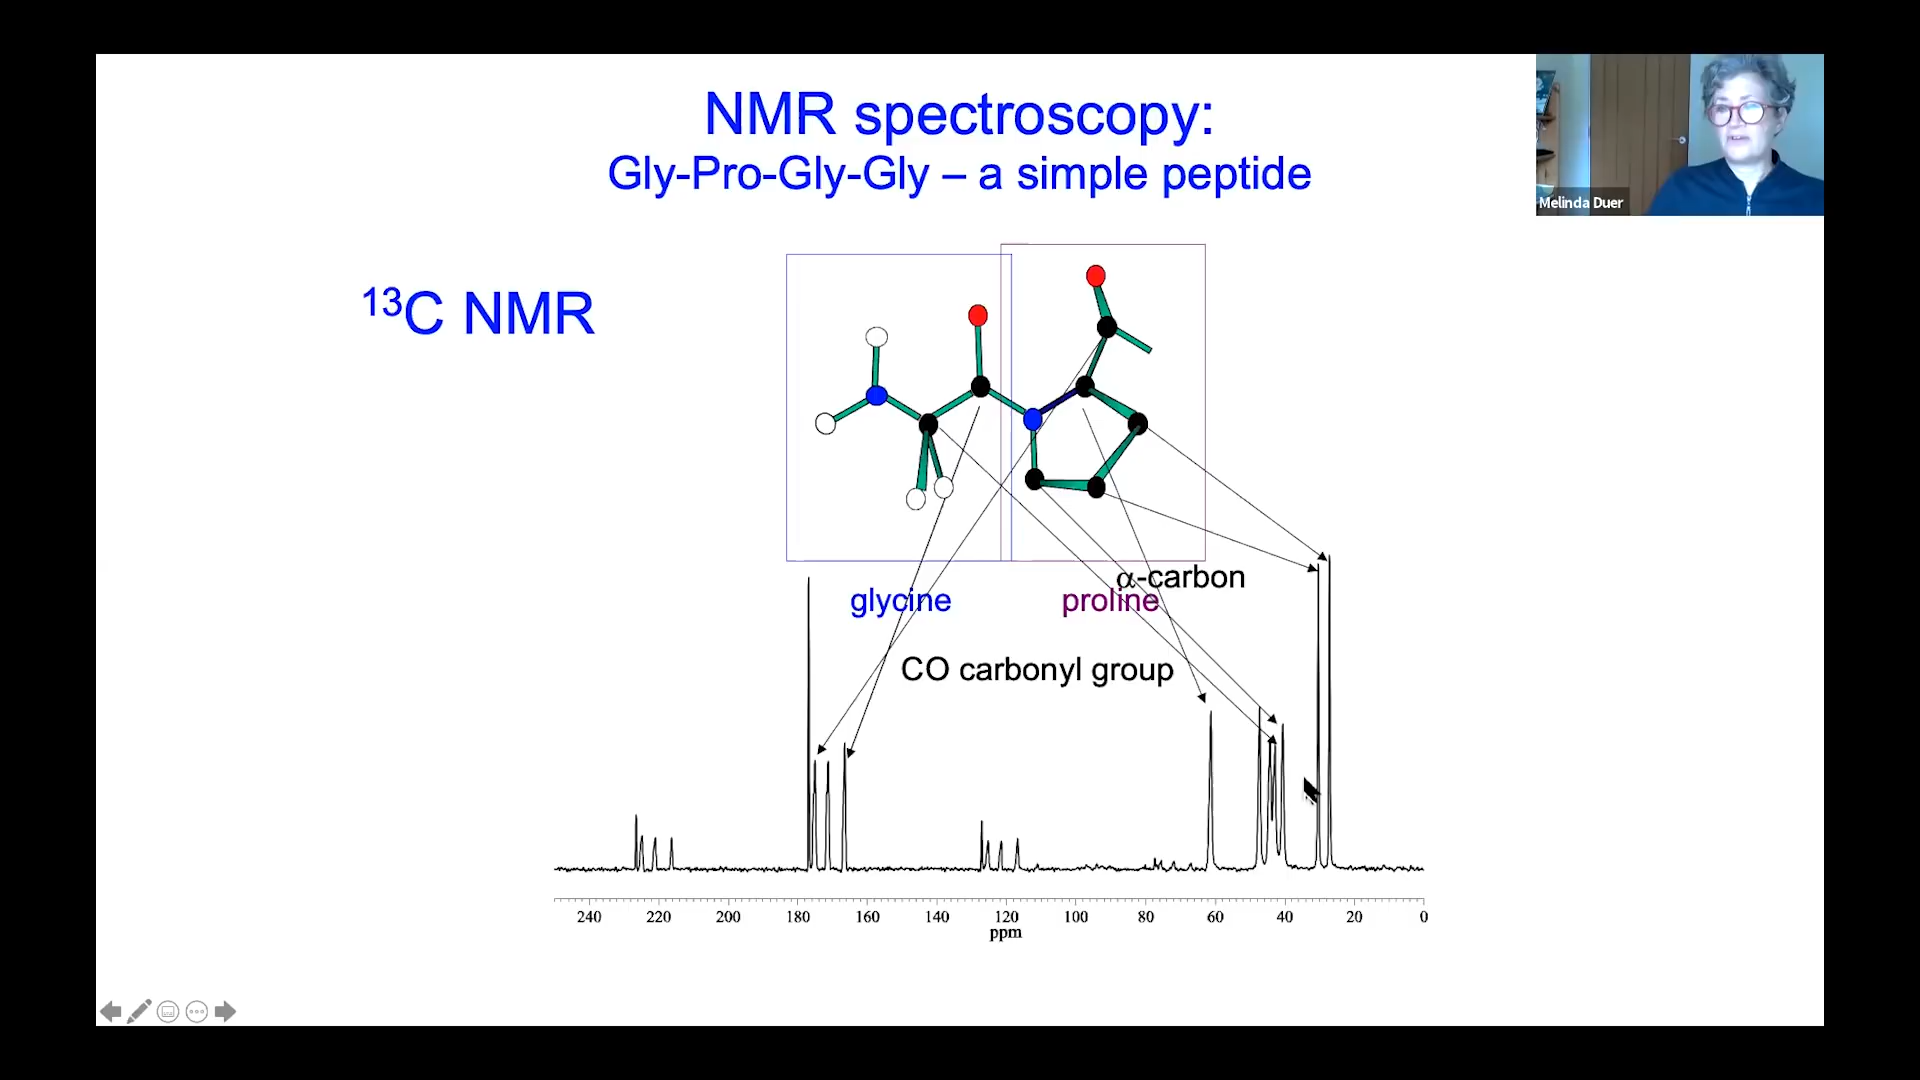 NMR spectroscopy:
Gly-Pro-Gly-Gly – a simple peptide
Melinda Duer
¹³C NMR
α-carbon
glycine
proline
CO carbonyl group
240 220 200 180 160 140 120 100 80 60 40 20 0
ppm